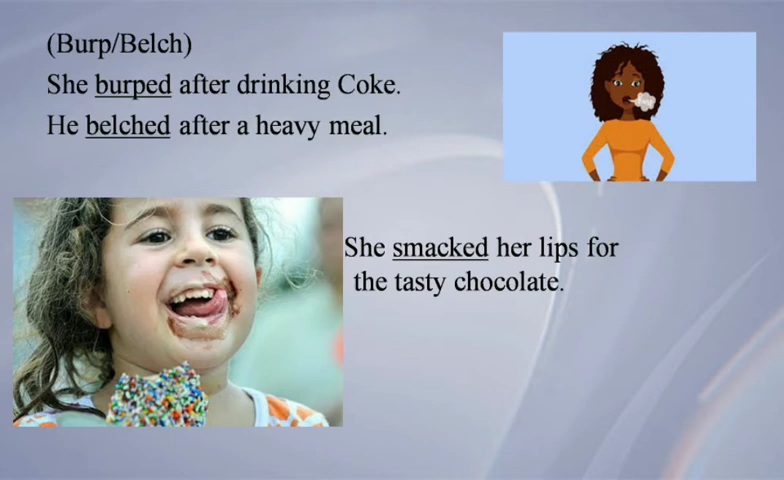 (Burp/Belch)
She burped after drinking Coke.
He belched after a heavy meal.
She smacked her lips for
the tasty chocolate.